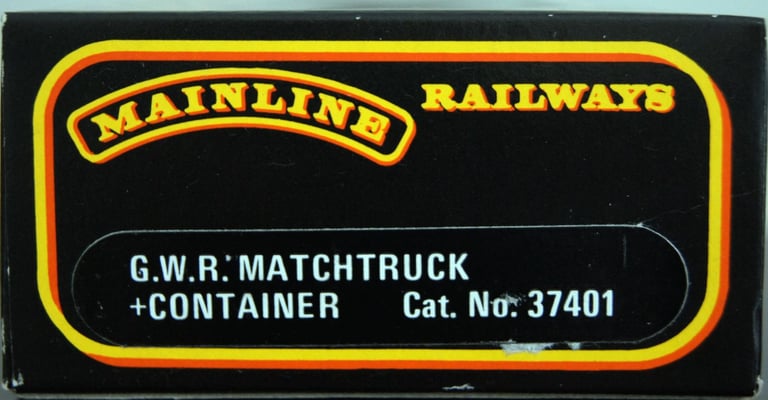 MAINLINE RAILWAYS
G.W.R. MATCHTRUCK
+CONTAINER Cat. No. 37401